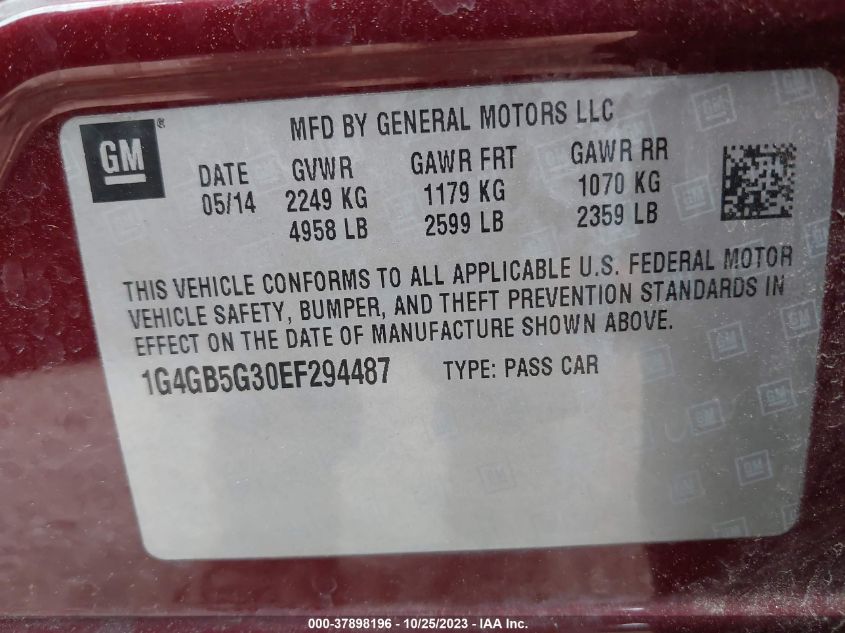 GM ®
MFD BY GENERAL MOTORS LLC
DATE GVWR GAWR FRT GAWR RR
05/14 2249 KG 1179 KG 1070 KG
4958 LB 2599 LB 2359 LB
THIS VEHICLE CONFORMS TO ALL APPLICABLE U.S. FEDERAL MOTOR
VEHICLE SAFETY, BUMPER, AND THEFT PREVENTION STANDARDS IN
EFFECT ON THE DATE OF MANUFACTURE SHOWN ABOVE.
1G4GB5G30EF294487 TYPE: PASS CAR
000-37898196 - 10/25/2023 - IAA Inc.